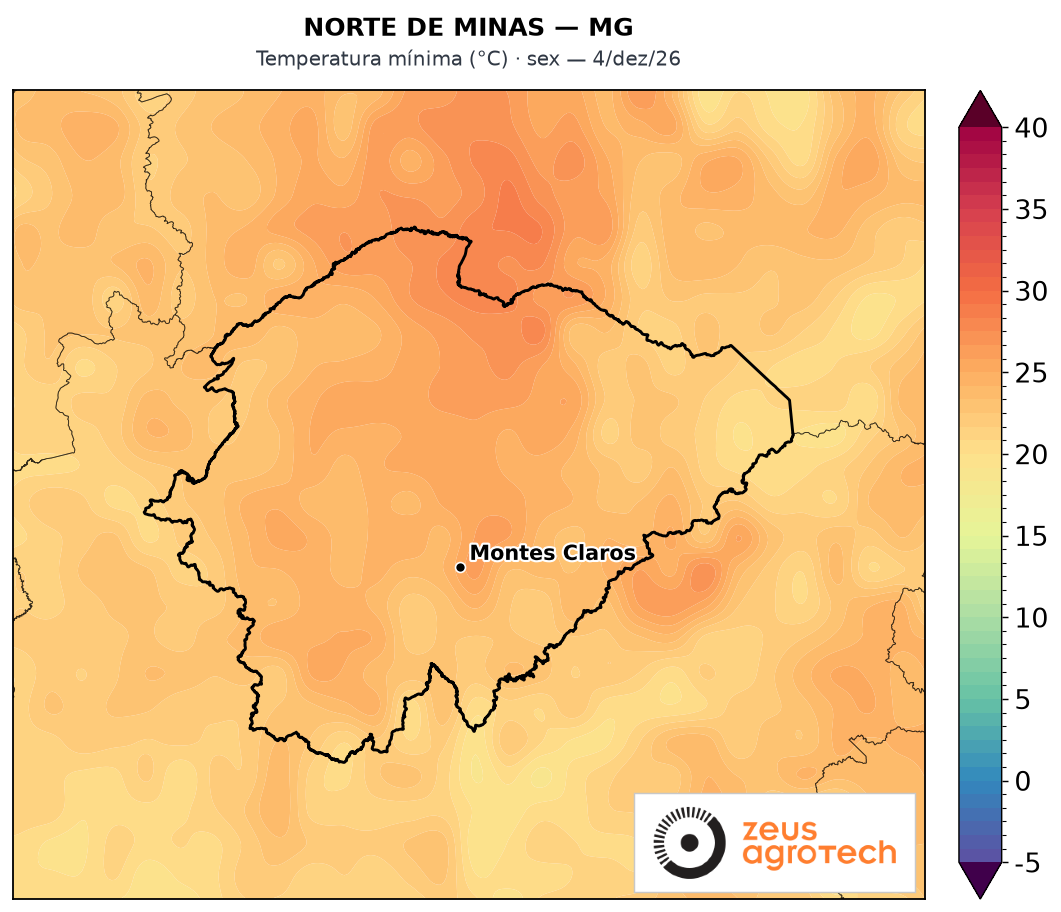 NORTE DE MINAS — MG
Temperatura mínima (°C) · sex — 4/dez/26
40
35
30
25
20
15
10
5
0
-5
Montes Claros
zeus
agrotech